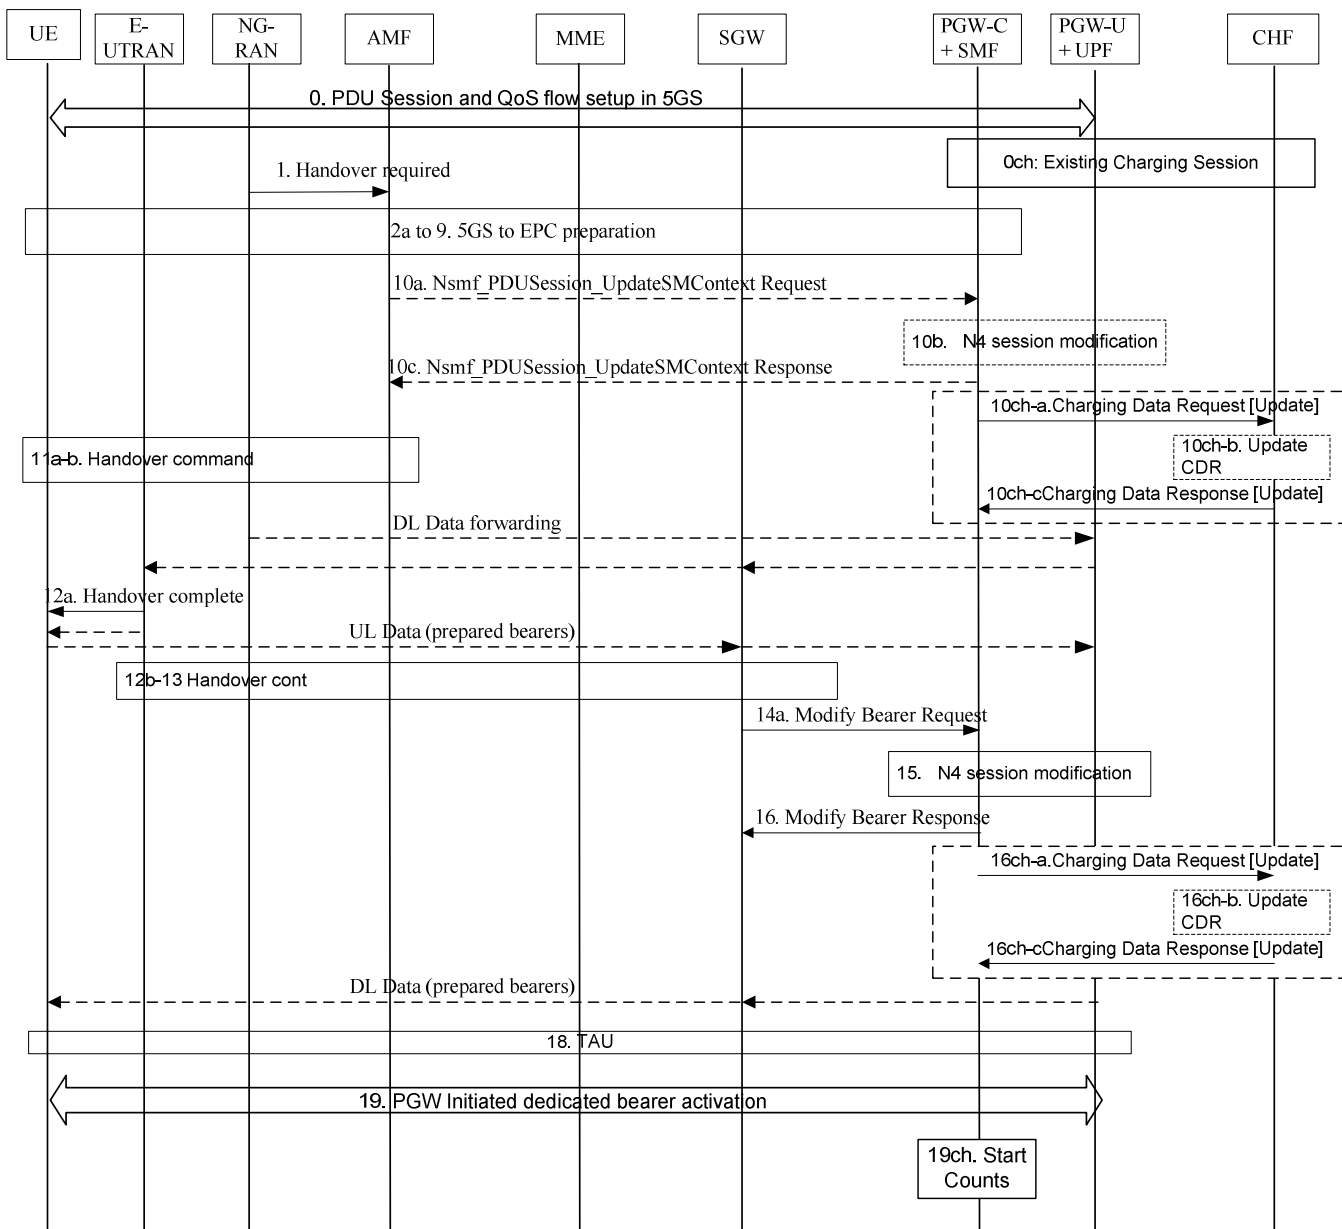 UE
E-
UTRAN
NG-
RAN
AMF
MME
SGW
PGW-C
+ SMF
PGW-U
+ UPF
CHF
0. PDU Session and QoS flow setup in 5GS
0ch: Existing Charging Session
1. Handover required
2a to 9. 5GS to EPC preparation
10a. Nsmf_PDUSession_UpdateSMContext Request
10b. N4 session modification
10c. Nsmf_PDUSession_UpdateSMContext Response
10ch-a.Charging Data Request [Update]
11a-b. Handover command
10ch-b. Update
CDR
10ch-cCharging Data Response [Update]
DL Data forwarding
12a. Handover complete
UL Data (prepared bearers)
12b-13 Handover cont
14a. Modify Bearer Request
15. N4 session modification
16. Modify Bearer Response
16ch-a.Charging Data Request [Update]
16ch-b. Update
CDR
16ch-cCharging Data Response [Update]
DL Data (prepared bearers)
18. TAU
19. PGW Initiated dedicated bearer activation
19ch. Start
Counts